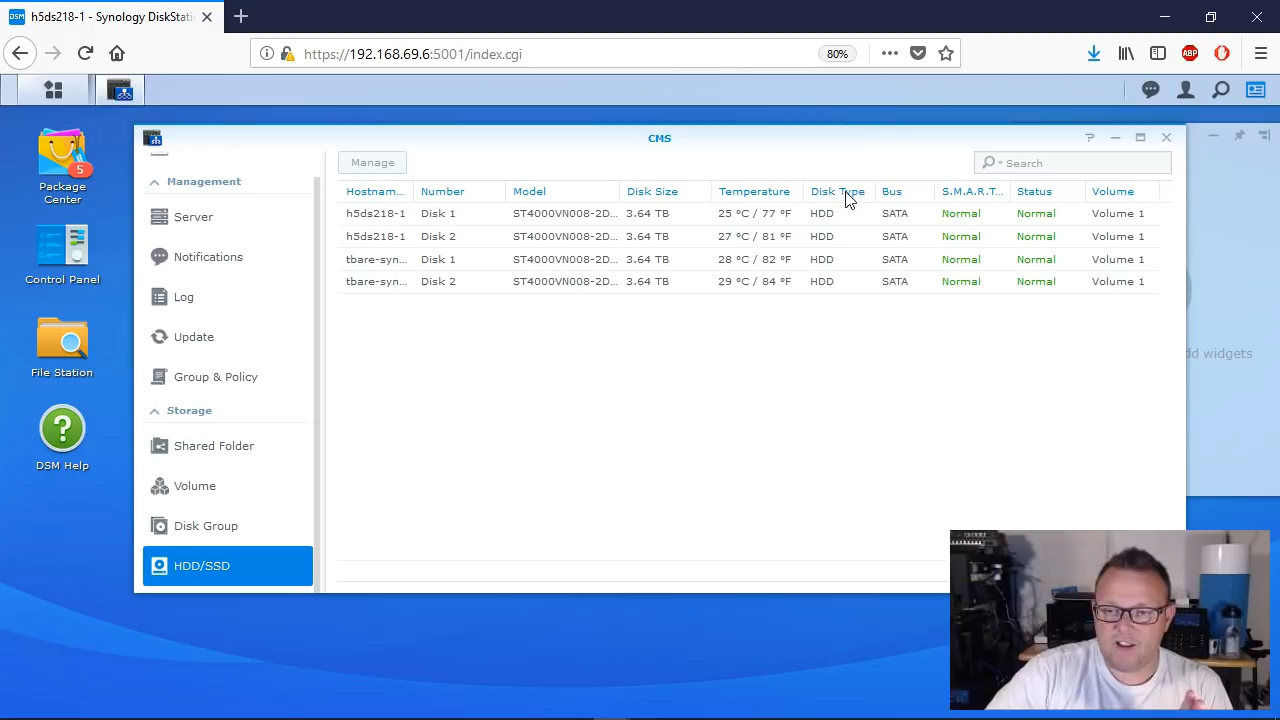 h5ds218-1 - Synology DiskStati
https://192.168.69.6:5001/index.cgi
80%
ABP
CMS
Package Center
5
Control Panel
File Station
DSM Help
Management
Server
Notifications
Log
Update
Group & Policy
Storage
Shared Folder
Volume
Disk Group
HDD/SSD
Manage
Search
Hostnam... Number Model Disk Size Temperature Disk Type Bus S.M.A.R.T... Status Volume
h5ds218-1 Disk 1 ST4000VN008-2D... 3.64 TB 25 °C / 77 °F HDD SATA Normal Normal Volume 1
h5ds218-1 Disk 2 ST4000VN008-2D... 3.64 TB 27 °C / 81 °F HDD SATA Normal Normal Volume 1
tbare-syn... Disk 1 ST4000VN008-2D... 3.64 TB 28 °C / 82 °F HDD SATA Normal Normal Volume 1
tbare-syn... Disk 2 ST4000VN008-2D... 3.64 TB 29 °C / 84 °F HDD SATA Normal Normal Volume 1
widgets